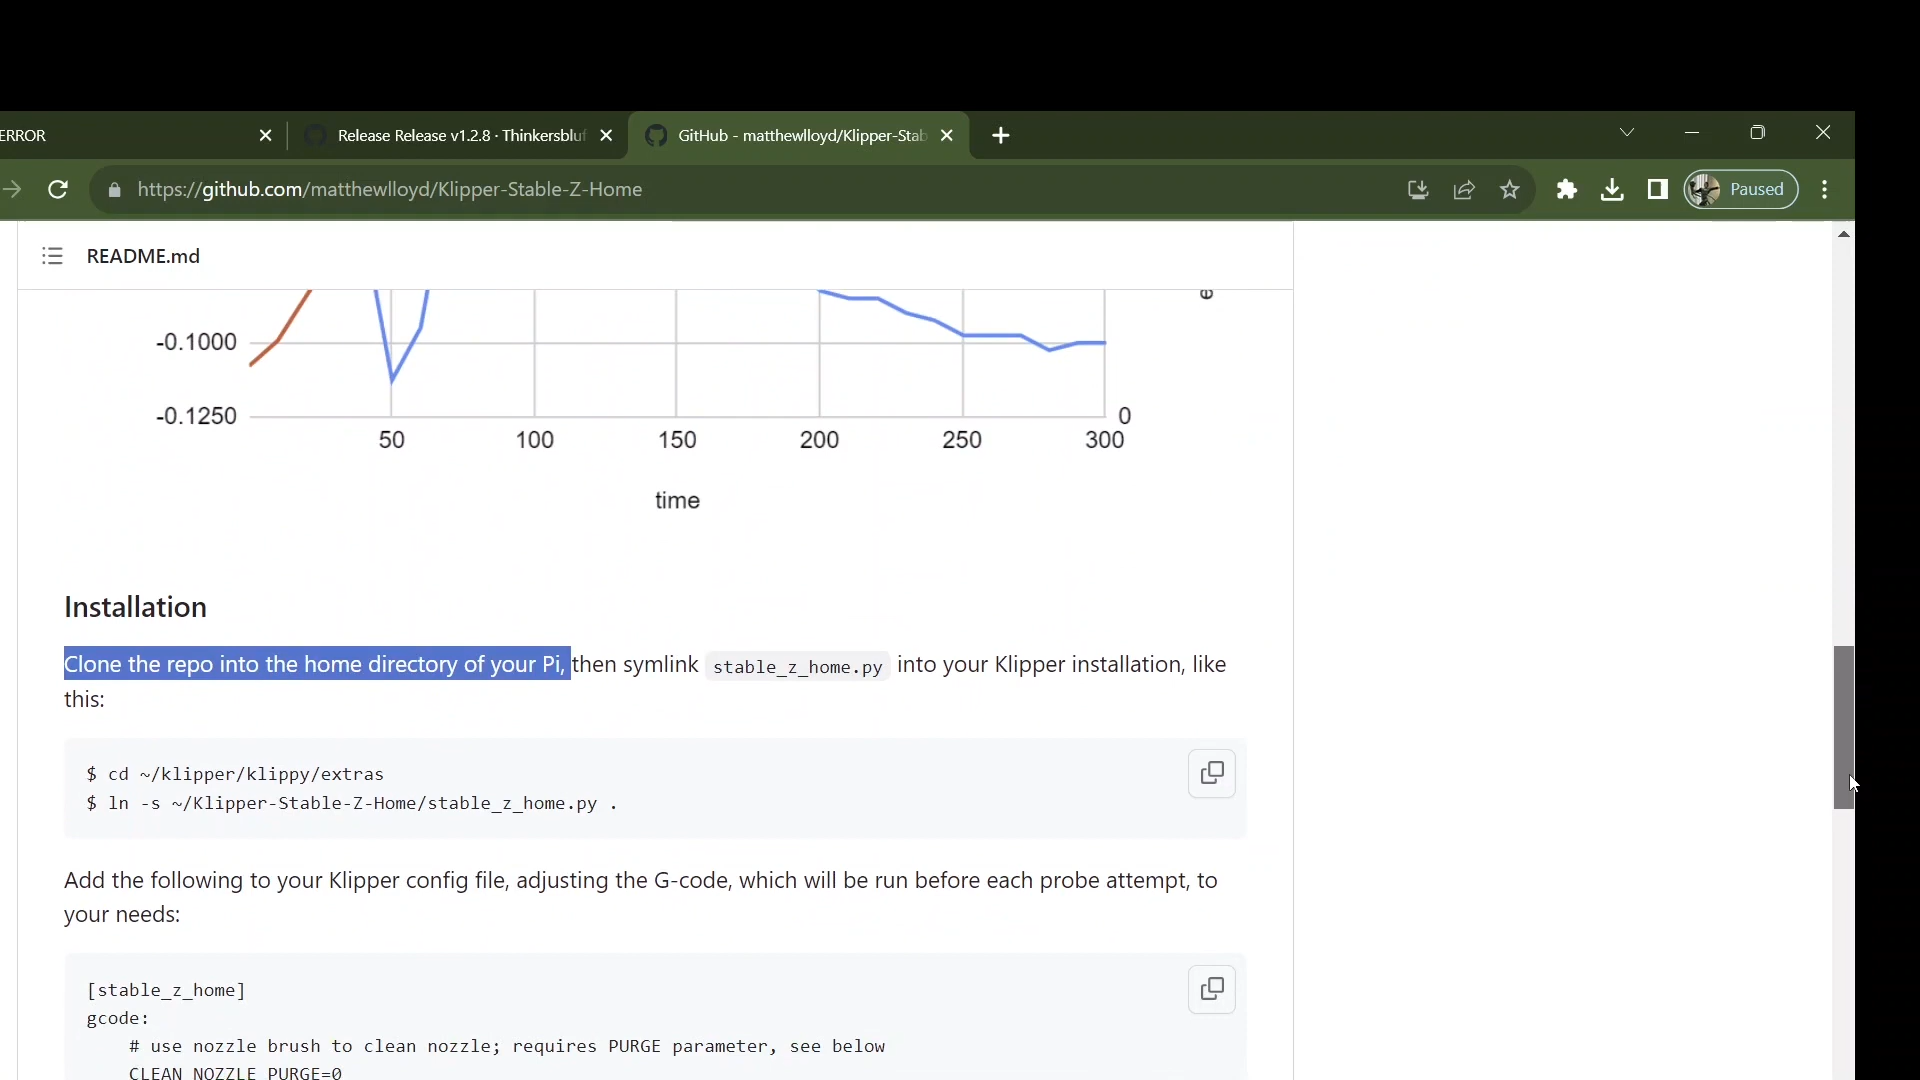 ERROR
Release Release v1.2.8 · Thinkersbluf
GitHub - matthewlloyd/Klipper-Stab
https://github.com/matthewlloyd/Klipper-Stable-Z-Home
Paused
README.md
e
-0.1000
-0.1250
0
50 100 150 200 250 300
time
Installation
Clone the repo into the home directory of your Pi, then symlink stable_z_home.py into your Klipper installation, like
this:
$ cd ~/klipper/klippy/extras
$ ln -s ~/Klipper-Stable-Z-Home/stable_z_home.py .
Add the following to your Klipper config file, adjusting the G-code, which will be run before each probe attempt, to
your needs:
[stable_z_home]
gcode:
# use nozzle brush to clean nozzle; requires PURGE parameter, see below
CLEAN_NOZZLE PURGE=0